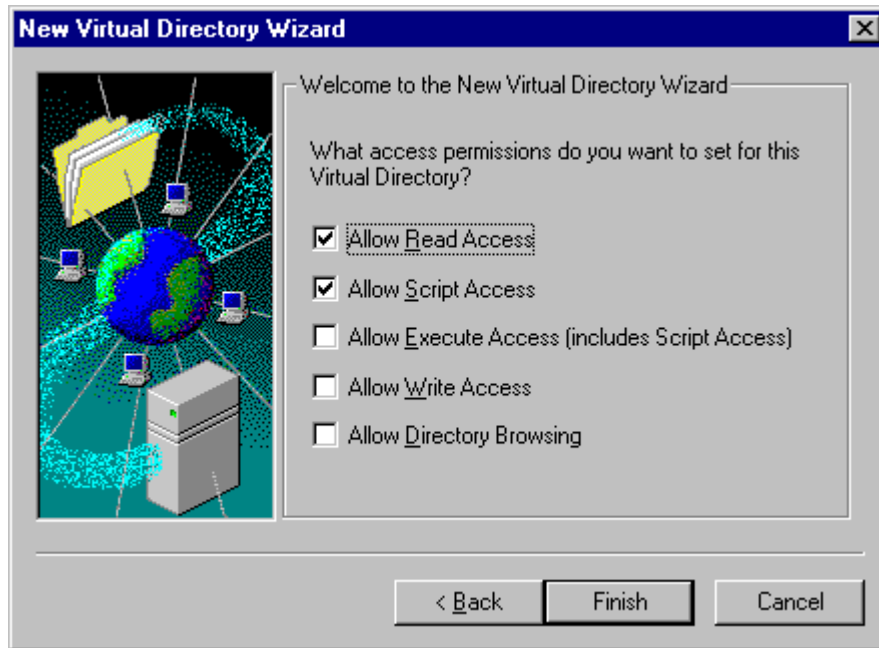 New Virtual Directory Wizard
Welcome to the New Virtual Directory Wizard
What access permissions do you want to set for this
Virtual Directory?
Allow Read Access
Allow Script Access
Allow Execute Access (includes Script Access)
Allow Write Access
Allow Directory Browsing
< Back
Finish
Cancel